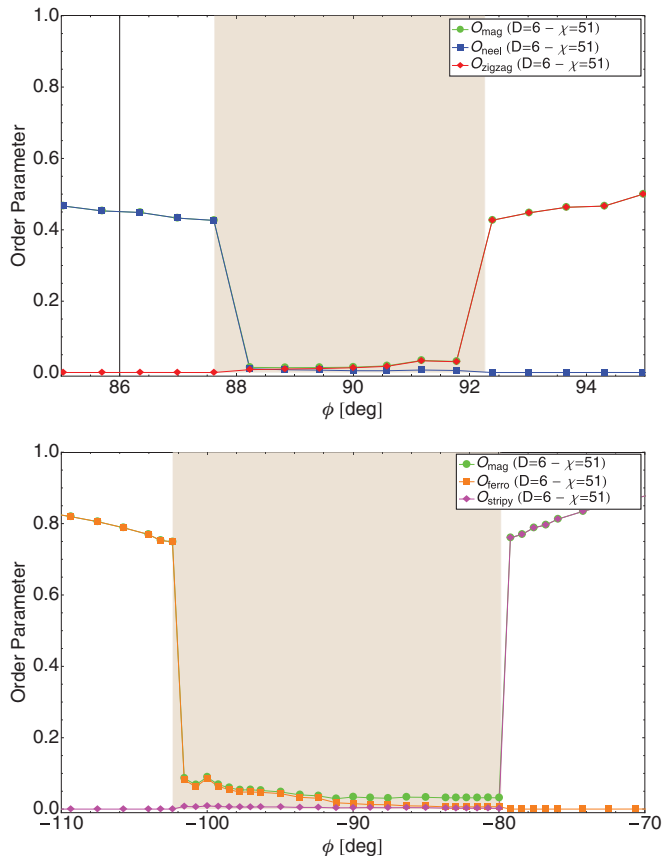 1.0
0.8
0.6
0.4
0.2
0.0
Order Parameter
O_mag (D=6 – χ=51)
O_neel (D=6 – χ=51)
O_zigzag (D=6 – χ=51)
86 88 90 92 94
ϕ [deg]
1.0
0.8
0.6
0.4
0.2
0.0
Order Parameter
O_mag (D=6 – χ=51)
O_ferro (D=6 – χ=51)
O_stripy (D=6 – χ=51)
−110 −100 −90 −80 −70
ϕ [deg]